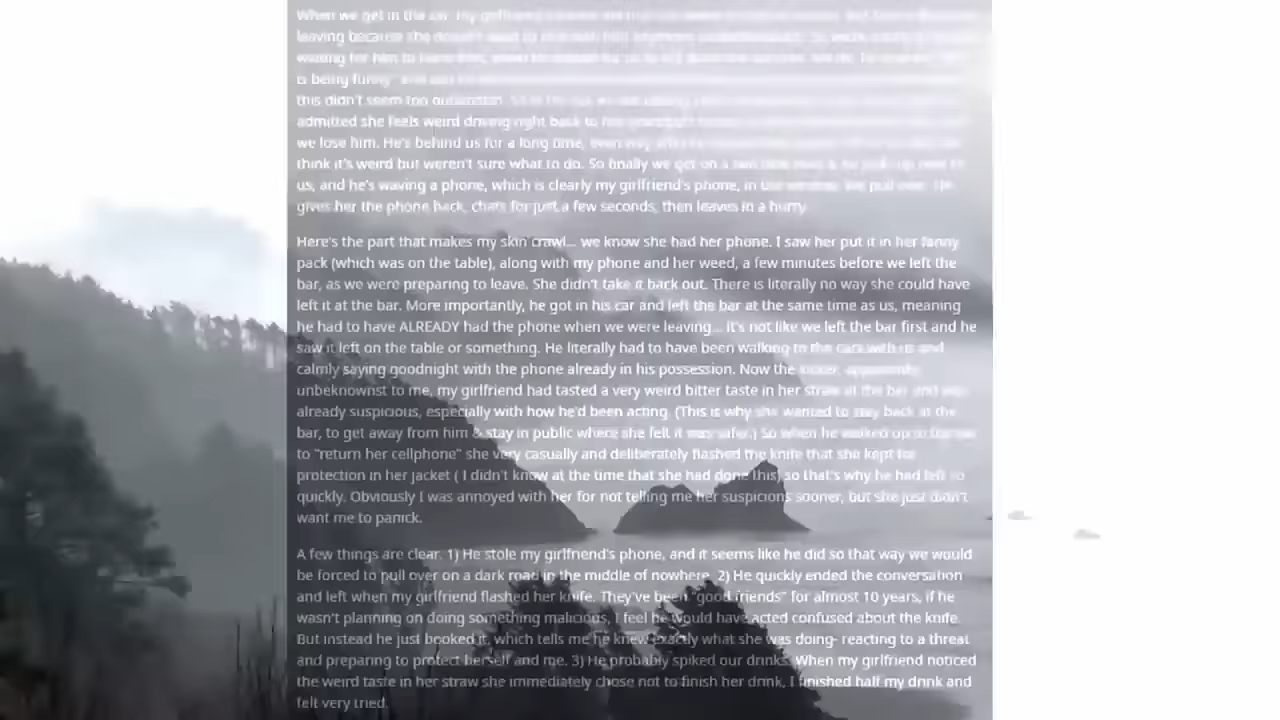 When we get in the car, my girlfriend
leaving because she doesn't want to
waiting for him to leave
is being funny
this didn't seem too outlandish.
admitted she feels weird driving right back to her
we lose him. He's behind us for a long time,
think it's weird but weren't sure what to do. So finally we get on a
us, and he's waving a phone, which is clearly my girlfriend's phone, in the window. We pull over. He
gives her the phone back, chats for just a few seconds, then leaves in a hurry.
Here's the part that makes my skin crawl... we know she had her phone. I saw her put it in her fanny
pack (which was on the table), along with my phone and her weed, a few minutes before we left the
bar, as we were preparing to leave. She didn't take it back out. There is literally no way she could have
left it at the bar. More importantly, he got in his car and left the bar at the same time as us, meaning
he had to have ALREADY had the phone when we were leaving... it's not like we left the bar first and he
saw it left on the table or something. He literally had to have been walking to the cars with us and
calmly saying goodnight with the phone already in his possession. Now the kicker, apparently
unbeknownst to me, my girlfriend had tasted a very weird bitter taste in her straw at the bar and was
already suspicious, especially with how he'd been acting. (This is why she wanted to stay back at the
bar, to get away from him & stay in public where she felt it was safer.) So when he walked up to the car
to "return her cellphone" she very casually and deliberately flashed the knife that she kept for
protection in her jacket ( I didn't know at the time that she had done this) so that's why he had left so
quickly. Obviously I was annoyed with her for not telling me her suspicions sooner, but she just didn't
want me to panick.
A few things are clear. 1) He stole my girlfriend's phone, and it seems like he did so that way we would
be forced to pull over on a dark road in the middle of nowhere. 2) He quickly ended the conversation
and left when my girlfriend flashed her knife. They've been "good friends" for almost 10 years, if he
wasn't planning on doing something malicious, I feel he would have acted confused about the knife.
But instead he just booked it, which tells me he knew exactly what she was doing- reacting to a threat
and preparing to protect herself and me. 3) He probably spiked our drinks. When my girlfriend noticed
the weird taste in her straw she immediately chose not to finish her drink, I finished half my drink and
felt very tried.